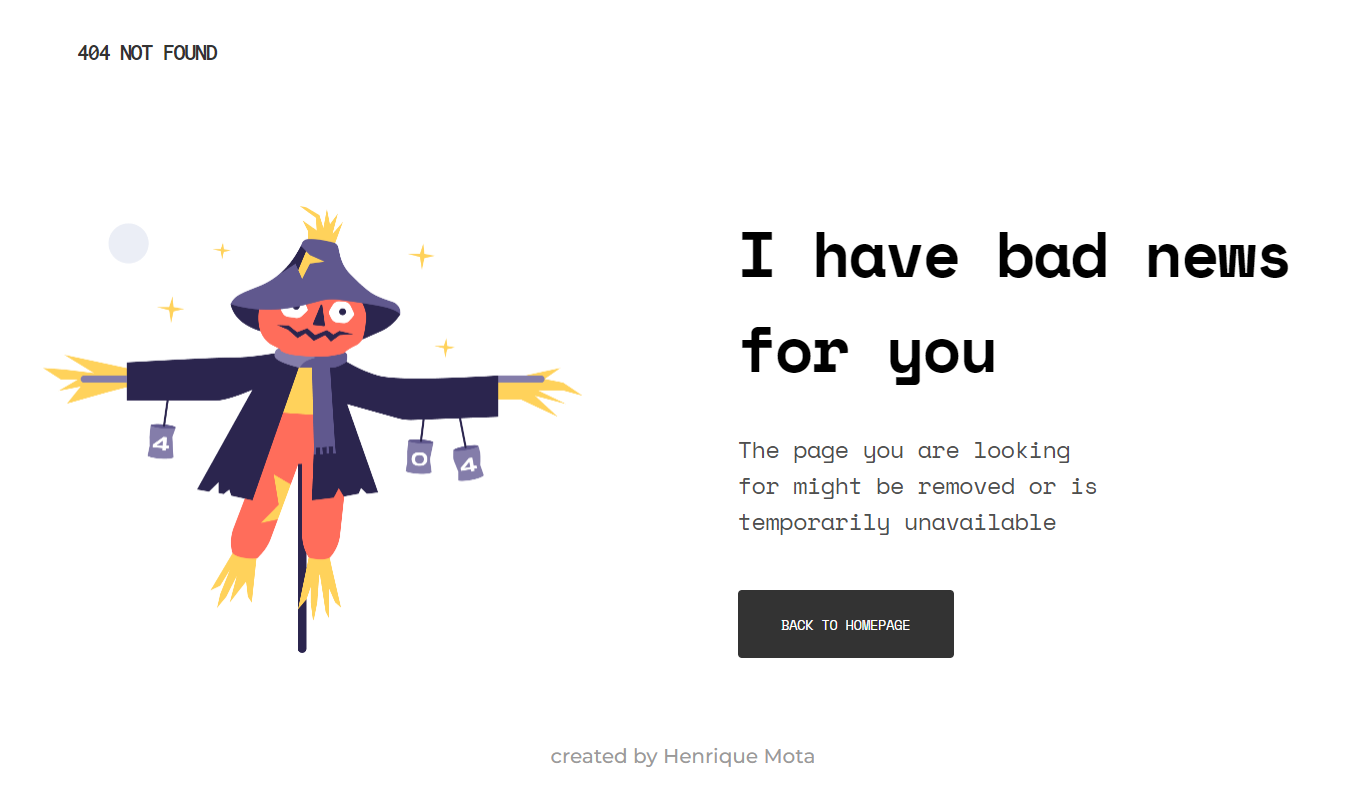 404 NOT FOUND
4
0
4
I have bad news
for you
The page you are looking
for might be removed or is
temporarily unavailable
BACK TO HOMEPAGE
created by Henrique Mota